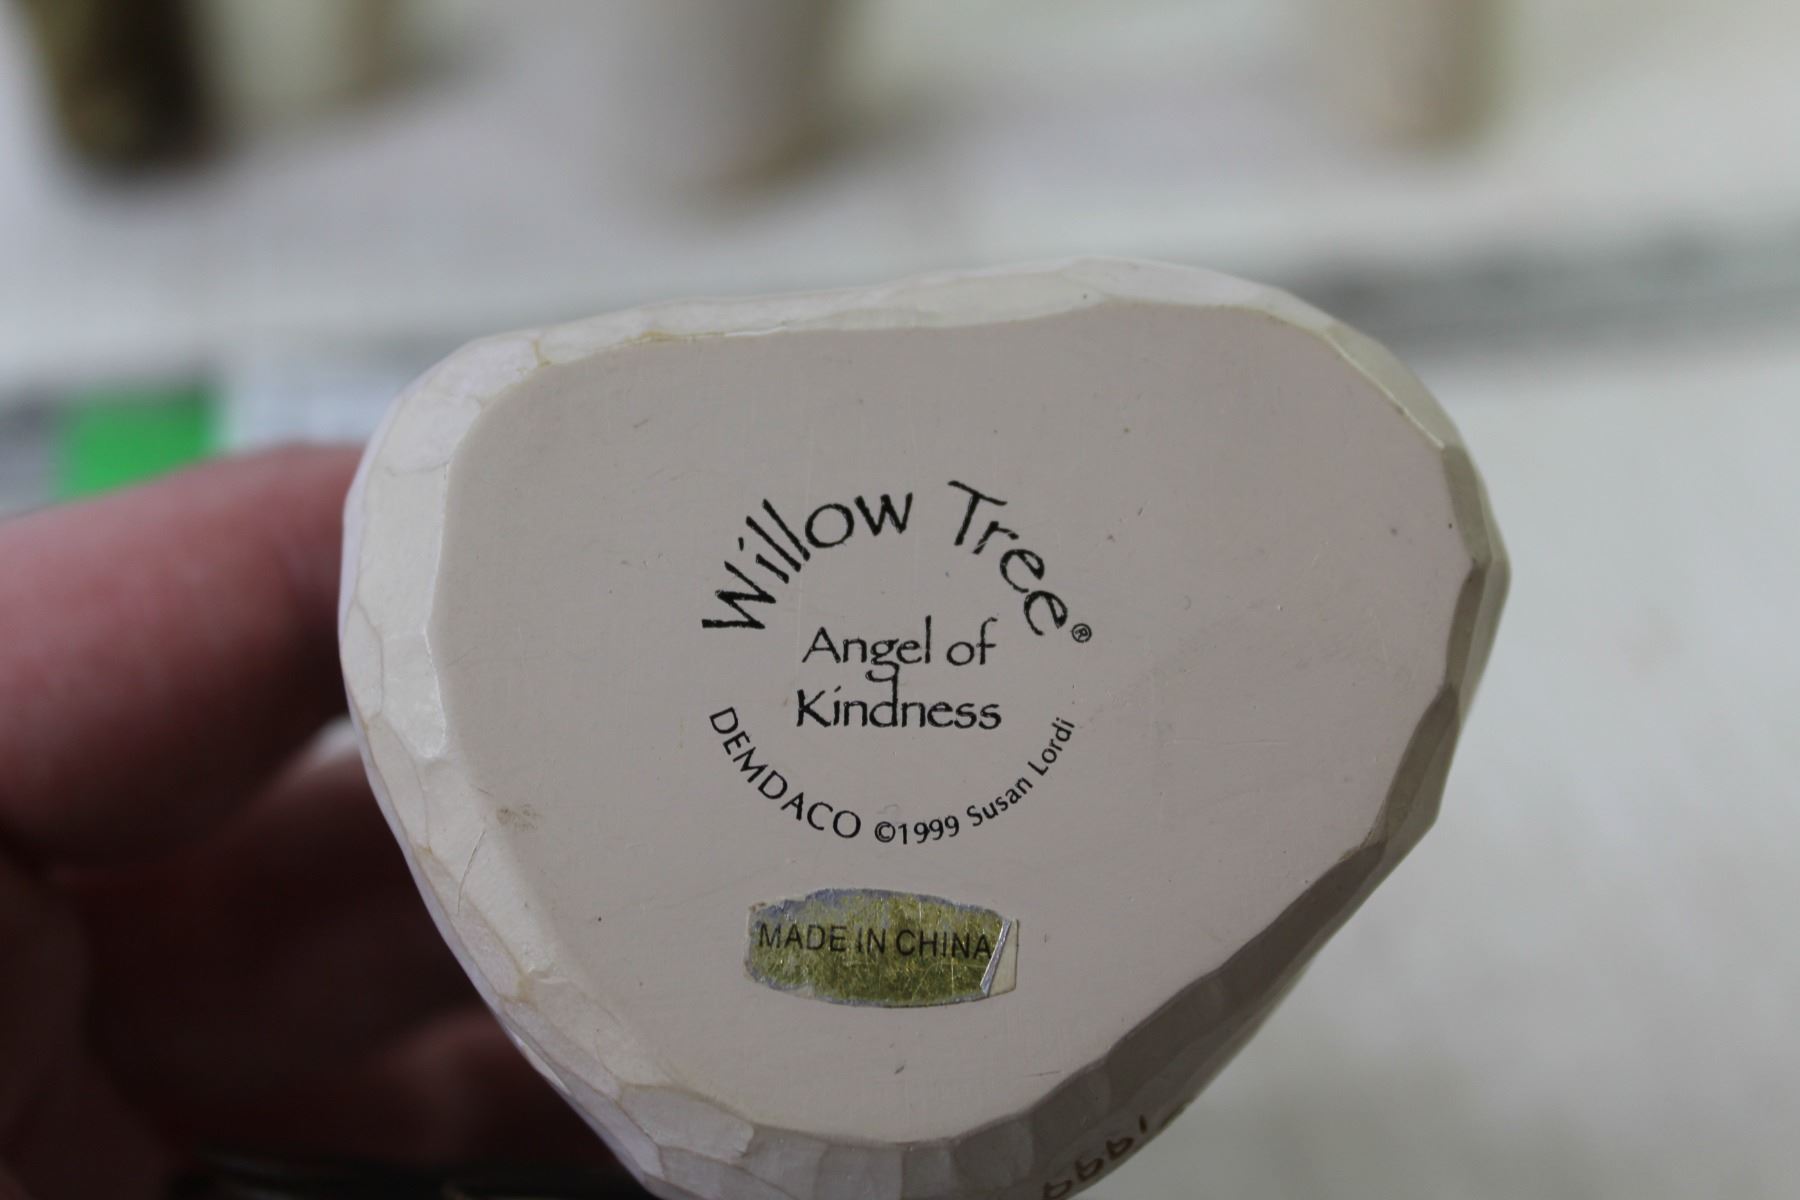 Willow Tree®
Angel of
Kindness
DEMDACO ©1999 Susan Lordi
MADE IN CHINA